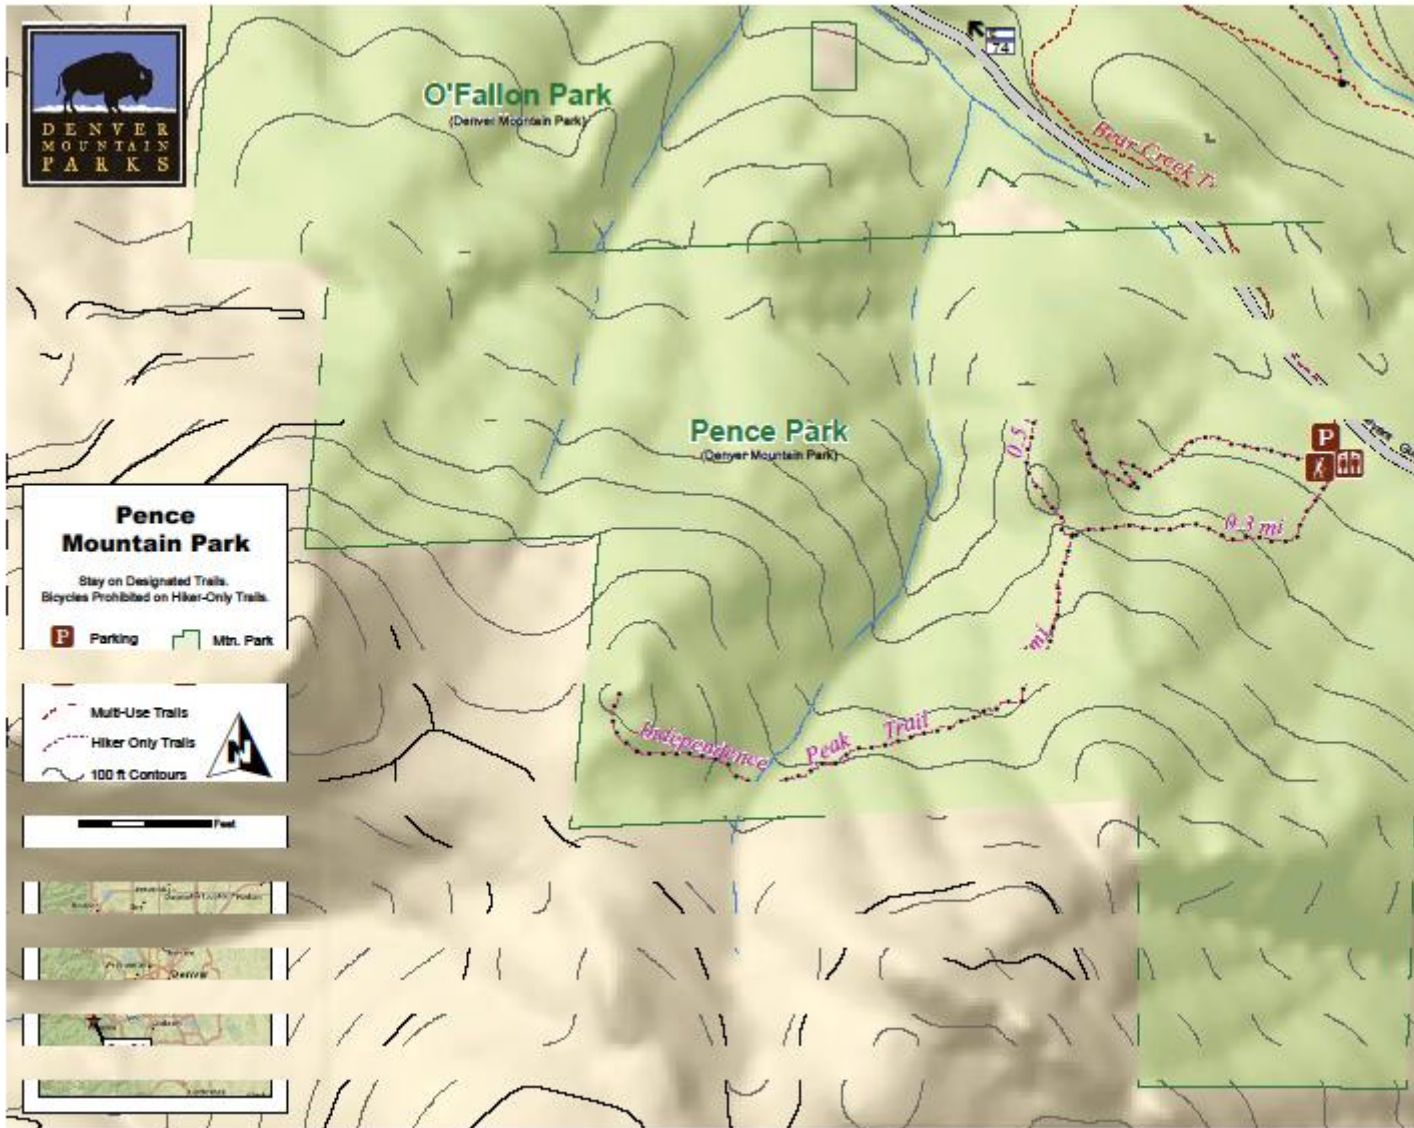 DENVER
MOUNTAIN
PARKS
O'Fallon Park
(Denver Mountain Park)
74
Bear Creek
Pence Park
(Denver Mountain Park)
0.5
P
0.3 mi
mi
Independence Peak Trail
Pence
Mountain Park
Stay on Designated Trails.
Bicycles Prohibited on Hiker-Only Trails.
P Parking
Mtn. Park
Multi-Use Trails
Hiker Only Trails
100 ft Contours
N
Feet
Denver